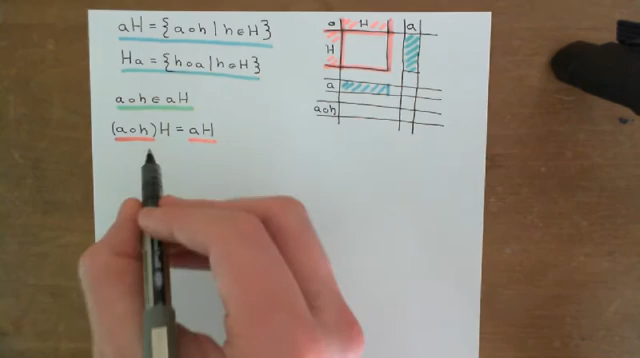 aH = {a∘h | h∈H}
Ha = {h∘a | h∈H}
a∘h ∈ aH
(a∘h)H = aH
∘ H a
H
a
a∘h